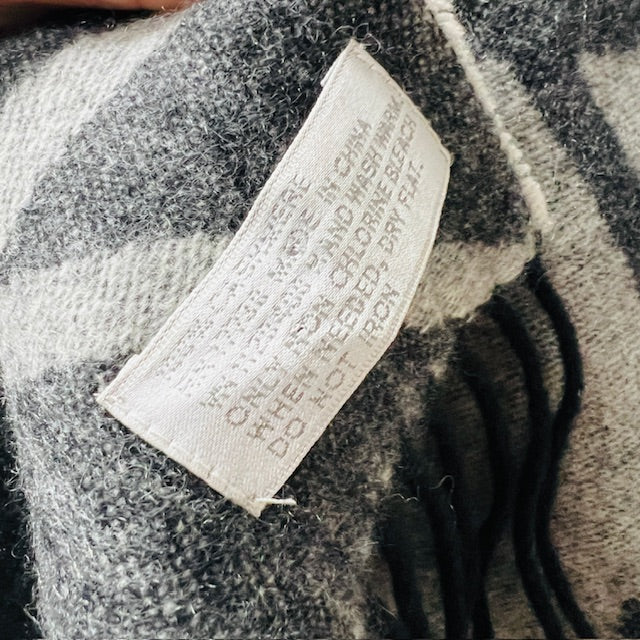 CASHMERE
MADE IN CHINA
HAND WASH WARM
ONLY NON CHLORINE BLEACH
WHEN NEEDED, DRY FLAT.
DO NOT IRON